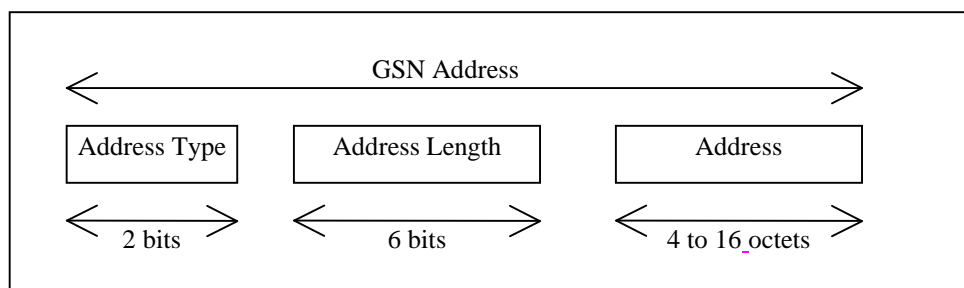 GSN Address
Address Type Address Length Address
2 bits 6 bits 4 to 16 octets